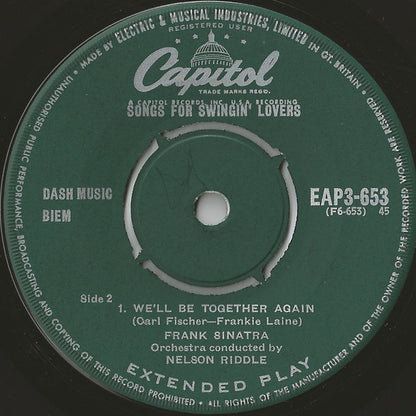 MADE BY ELECTRIC & MUSICAL INDUSTRIES, LIMITED IN GT. BRITAIN
REGISTERED USER
Capitol
TRADE MARKS REGD.
A CAPITOL RECORDS, INC., U.S.A. RECORDING
SONGS FOR SWINGIN' LOVERS
DASH MUSIC
BIEM
EAP3-653
(F6-653) 45
Side 2
1. WE'LL BE TOGETHER AGAIN
(Carl Fischer—Frankie Laine)
FRANK SINATRA
Orchestra conducted by
NELSON RIDDLE
EXTENDED PLAY
UNAUTHORISED PUBLIC PERFORMANCE, BROADCASTING AND COPYING OF THIS RECORD PROHIBITED • ALL RIGHTS OF THE MANUFACTURER AND OF THE OWNER OF THE RECORDED WORK RESERVED